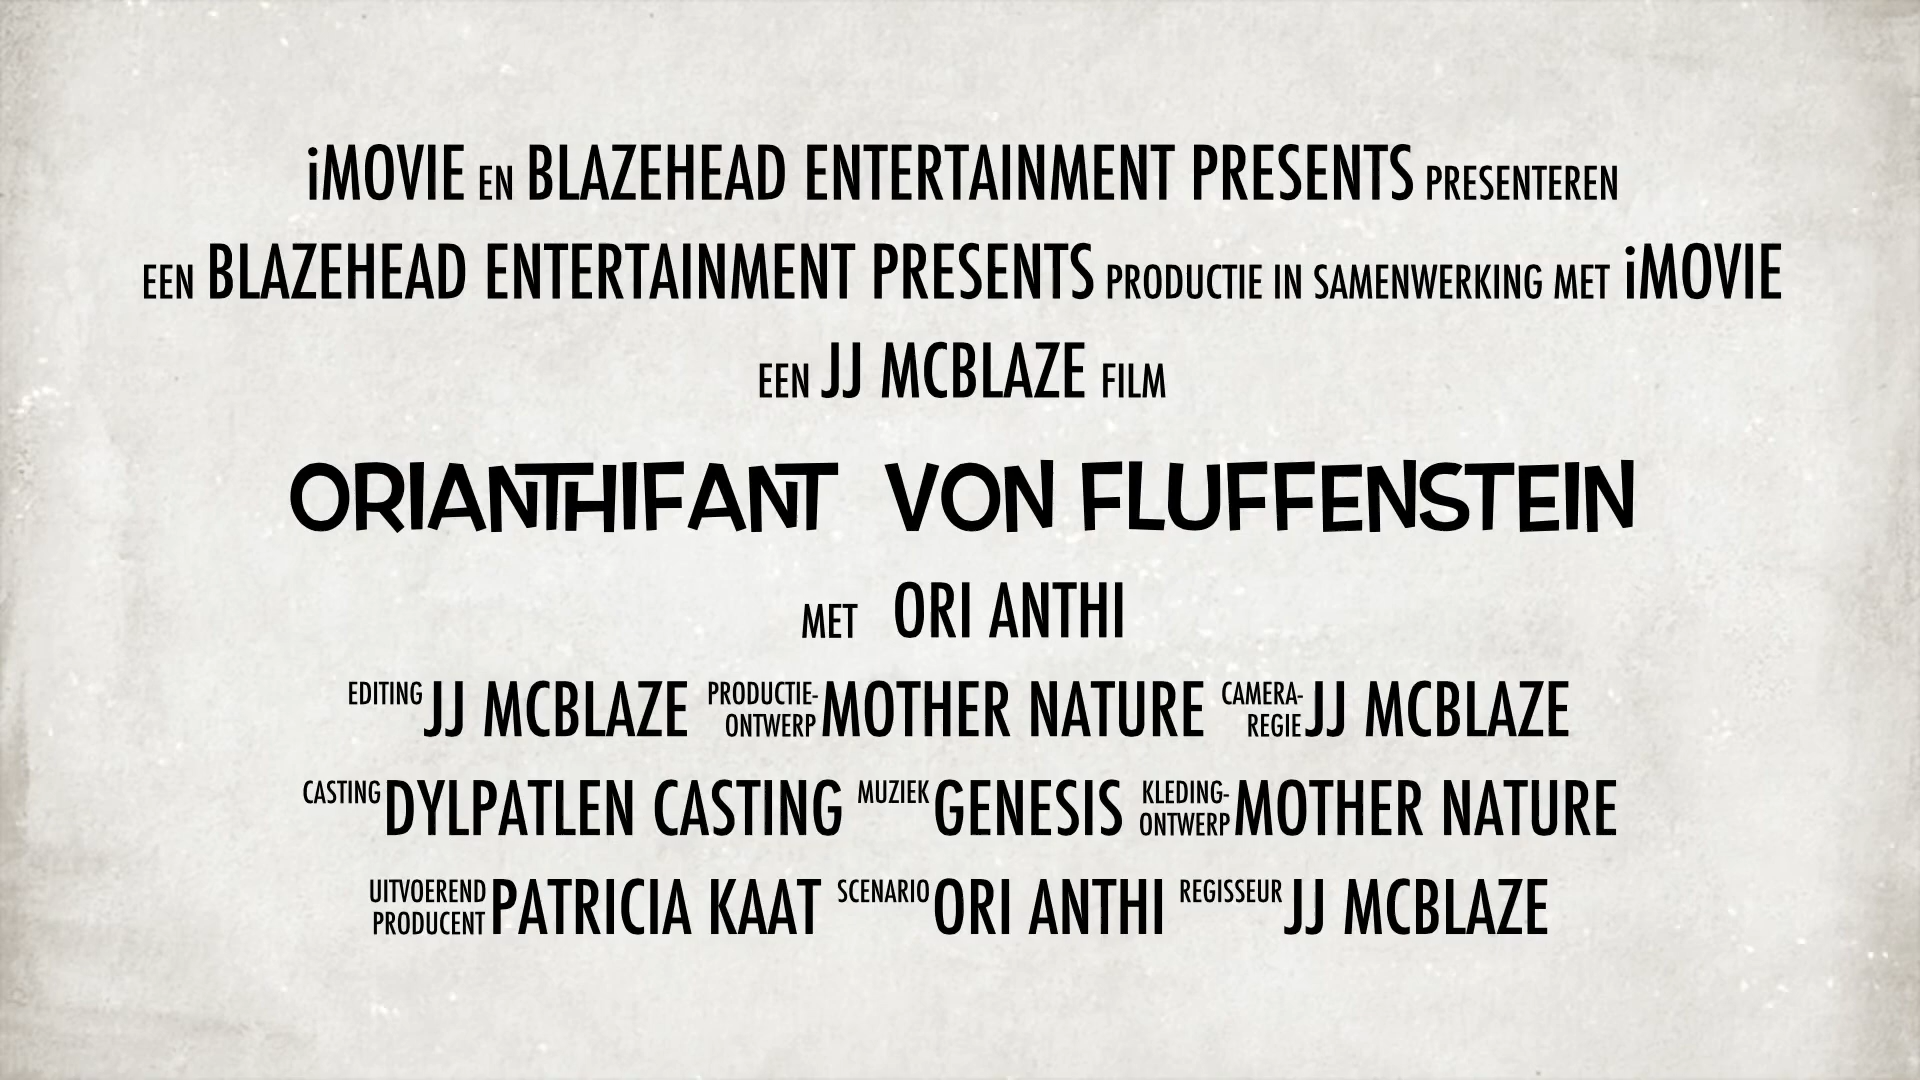 iMOVIE EN BLAZEHEAD ENTERTAINMENT PRESENTS PRESENTEREN
EEN BLAZEHEAD ENTERTAINMENT PRESENTS PRODUCTIE IN SAMENWERKING MET iMOVIE
EEN JJ MCBLAZE FILM
ORIANTHIFANT VON FLUFFENSTEIN
MET ORI ANTHI
EDITING JJ MCBLAZE PRODUCTIE-ONTWERP MOTHER NATURE CAMERA-REGIE JJ MCBLAZE
CASTING DYLPATLEN CASTING MUZIEK GENESIS KLEDING-ONTWERP MOTHER NATURE
UITVOEREND PRODUCENT PATRICIA KAAT SCENARIO ORI ANTHI REGISSEUR JJ MCBLAZE